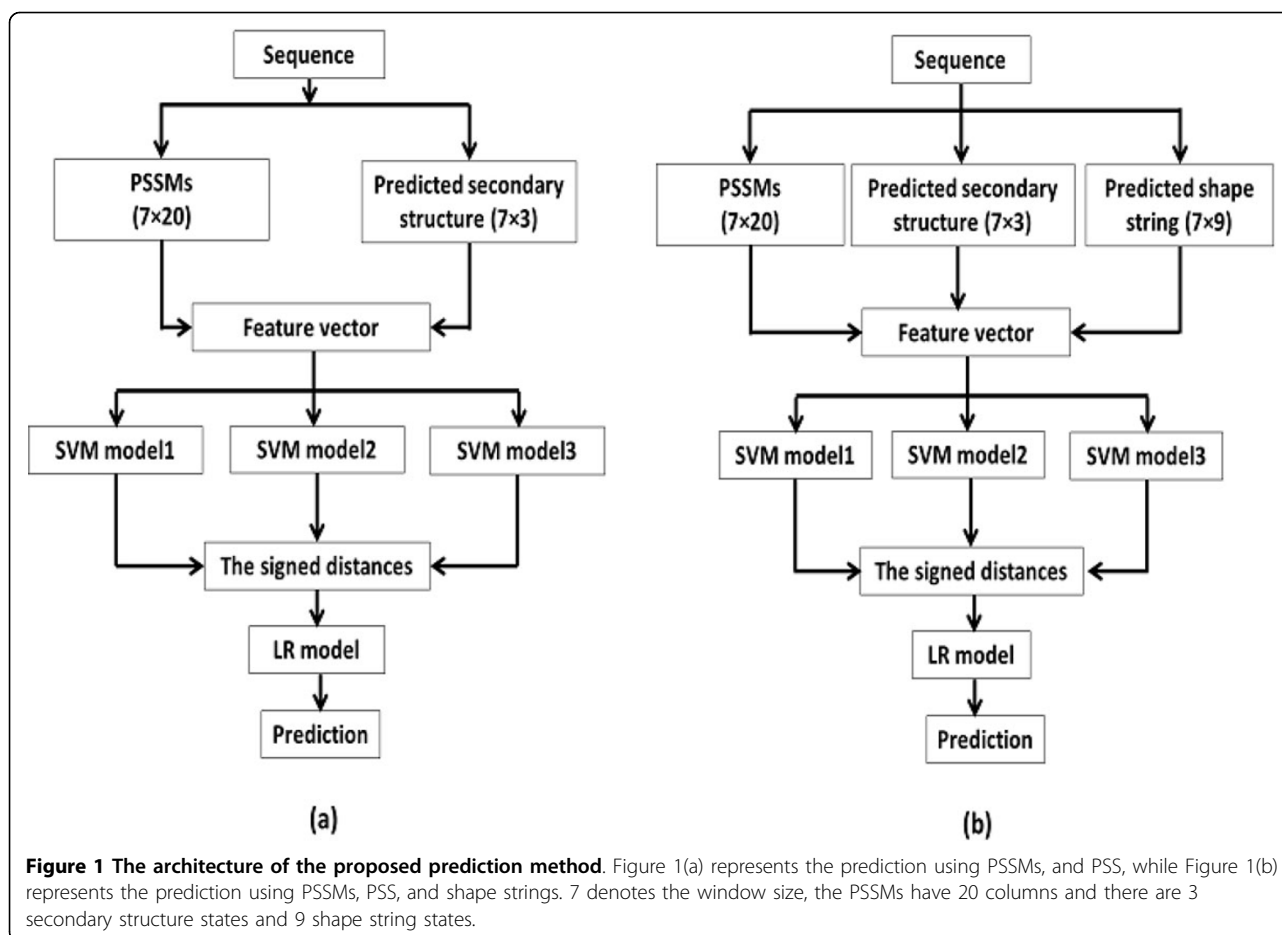 Sequence
PSSMs
(7×20)
Predicted secondary
structure (7×3)
Feature vector
SVM model1
SVM model2
SVM model3
The signed distances
LR model
Prediction
(a)
Sequence
PSSMs
(7×20)
Predicted secondary
structure (7×3)
Predicted shape
string (7×9)
Feature vector
SVM model1
SVM model2
SVM model3
The signed distances
LR model
Prediction
(b)
Figure 1 The architecture of the proposed prediction method. Figure 1(a) represents the prediction using PSSMs, and PSS, while Figure 1(b)
represents the prediction using PSSMs, PSS, and shape strings. 7 denotes the window size, the PSSMs have 20 columns and there are 3
secondary structure states and 9 shape string states.